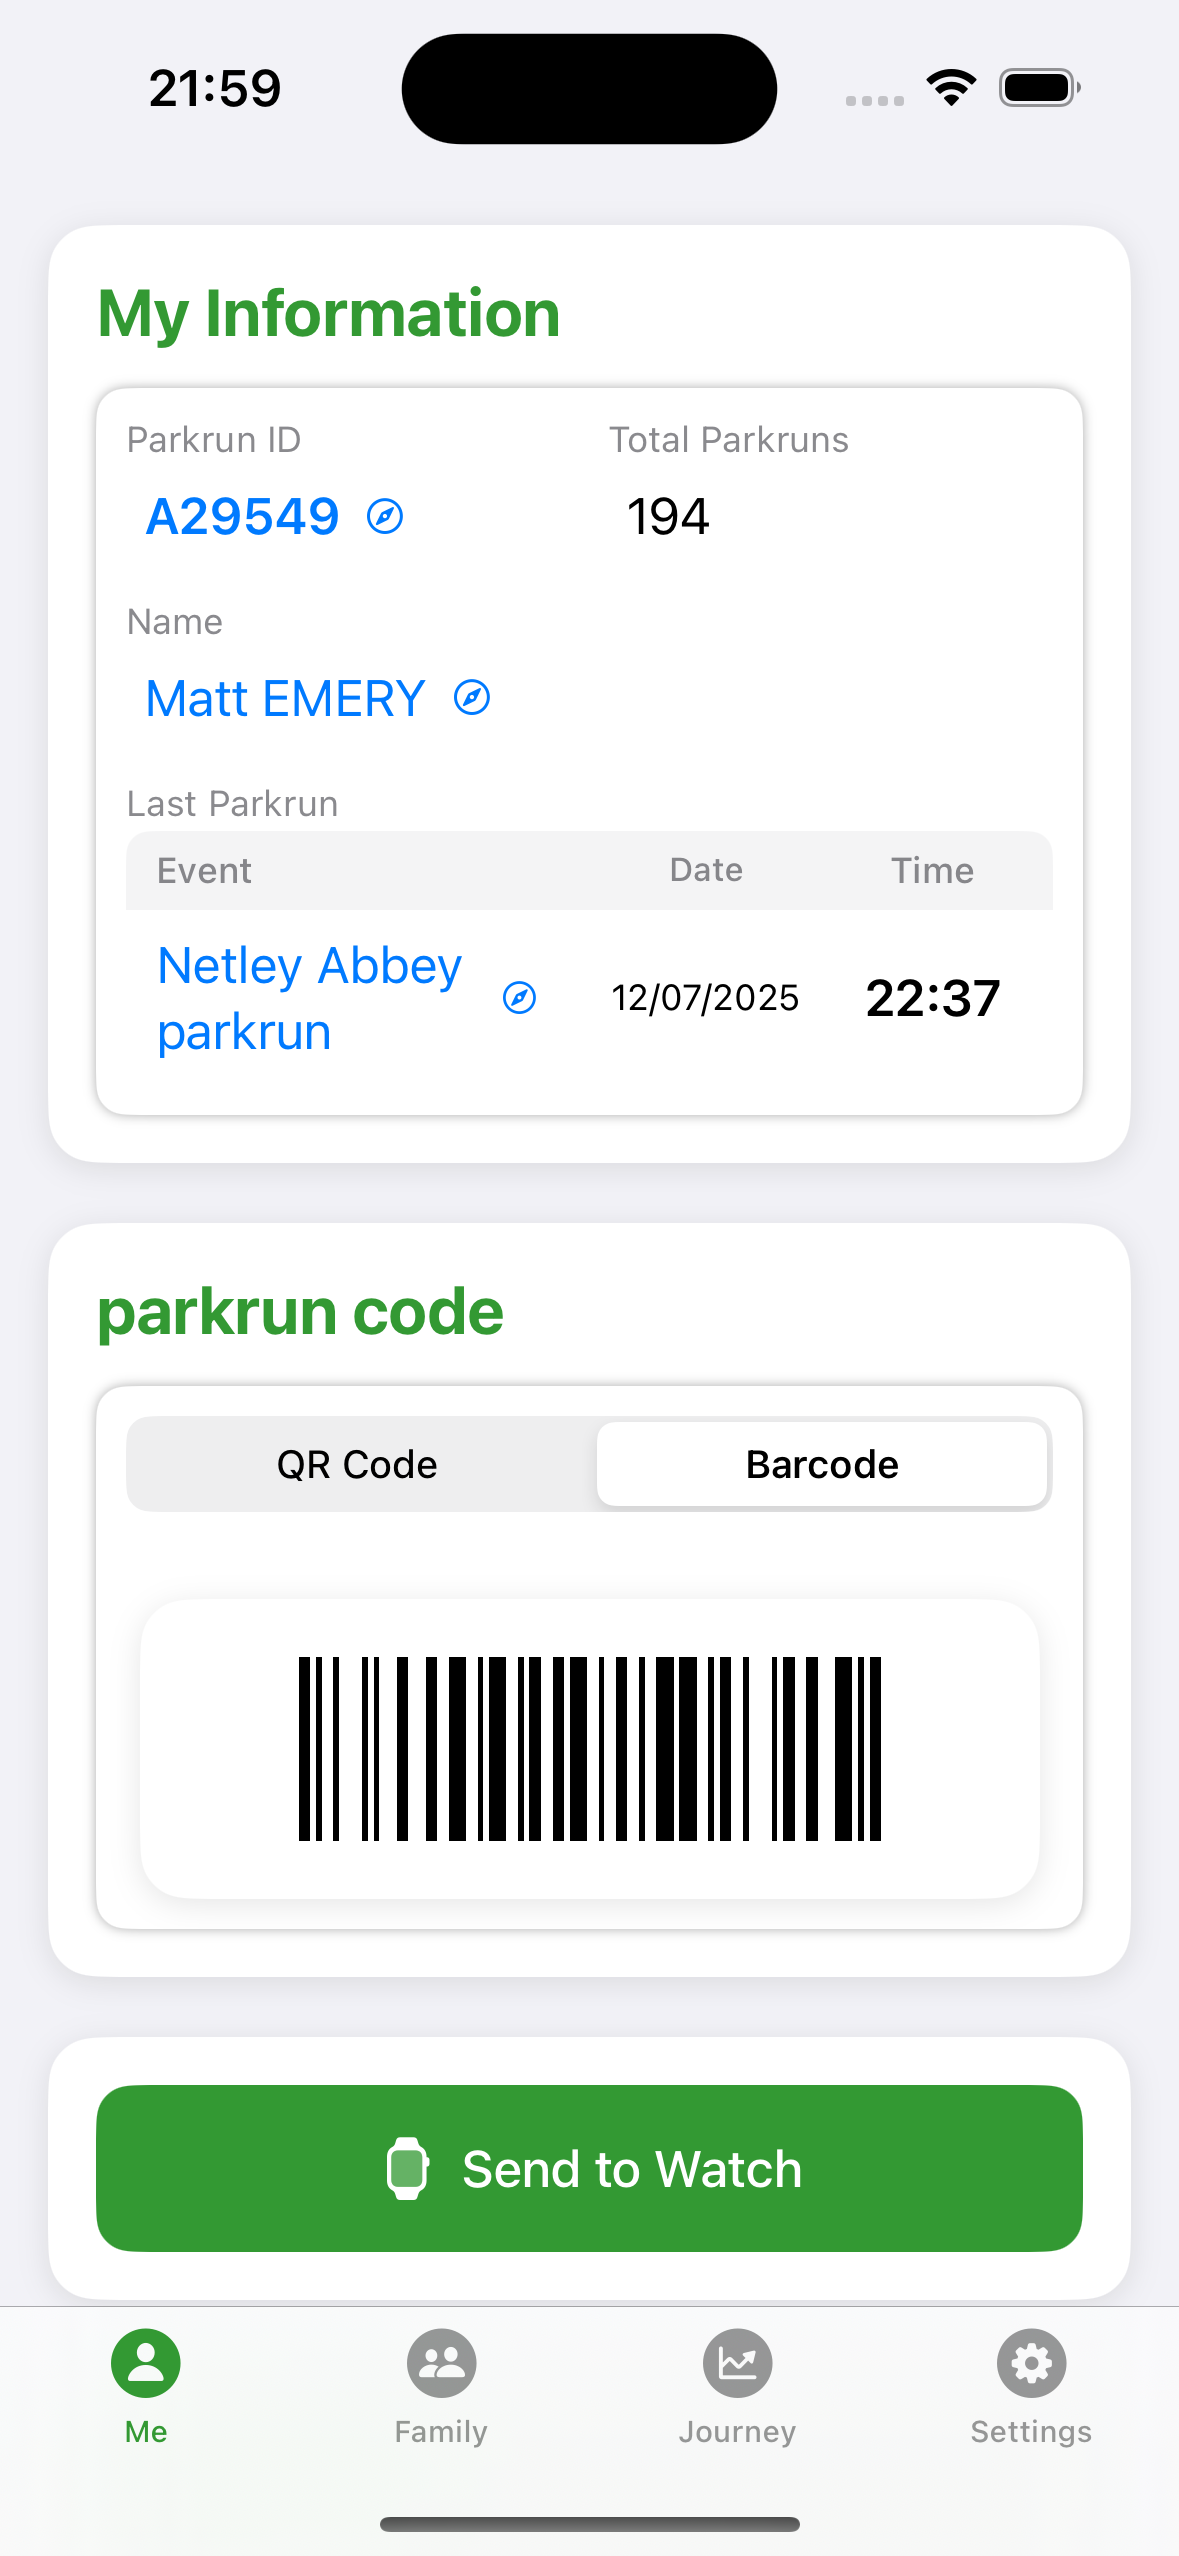 21:59
My Information
Parkrun ID
Total Parkruns
A29549
194
Name
Matt EMERY
Last Parkrun
Event
Date
Time
Netley Abbey
parkrun
12/07/2025
22:37
parkrun code
QR Code
Barcode
Send to Watch
Me
Family
Journey
Settings